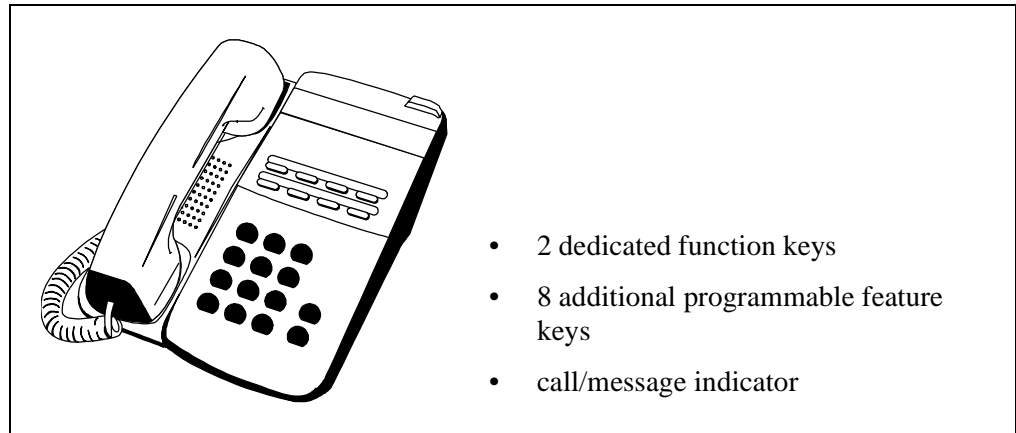 • 2 dedicated function keys
• 8 additional programmable feature
keys
• call/message indicator